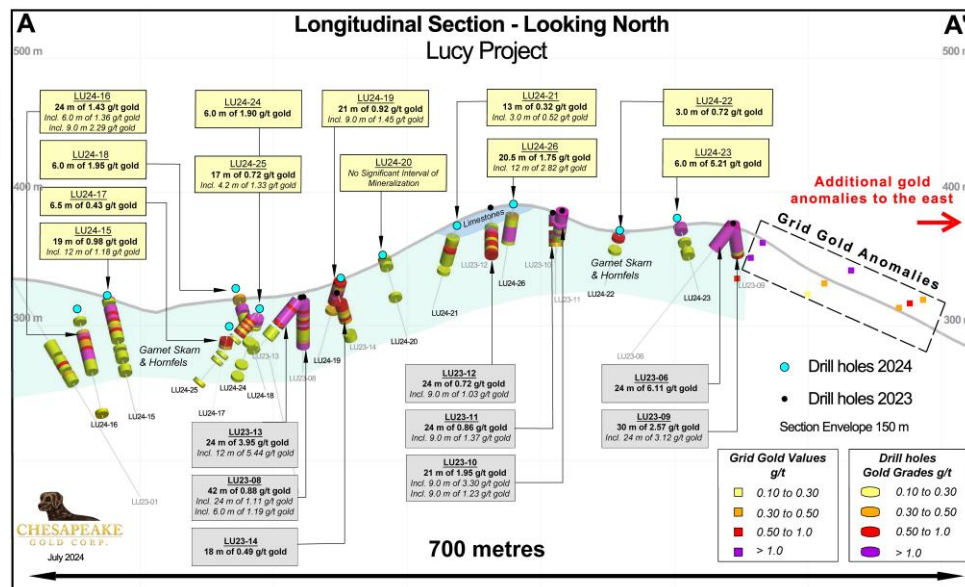 A
Longitudinal Section - Looking North
A'
Lucy Project
500 m
500 m
LU24-16
24 m of 1.43 g/t gold
Incl. 6.0 m of 1.36 g/t gold
Incl. 9.0 m 2.29 g/t gold
LU24-24
6.0 m of 1.90 g/t gold
LU24-19
21 m of 0.92 g/t gold
Incl. 9.0 m of 1.45 g/t gold
LU24-21
13 m of 0.32 g/t gold
Incl. 3.0 m of 0.52 g/t gold
LU24-22
3.0 m of 0.72 g/t gold
LU24-18
6.0 m of 1.95 g/t gold
LU24-25
17 m of 0.72 g/t gold
Incl. 4.2 m of 1.33 g/t gold
LU24-20
No Significant Interval of
Mineralization
LU24-26
20.5 m of 1.75 g/t gold
Incl. 12 m of 2.82 g/t gold
LU24-23
6.0 m of 5.21 g/t gold
400 m
400 m
LU24-17
6.5 m of 0.43 g/t gold
LU24-15
19 m of 0.98 g/t gold
Incl. 12 m of 1.18 g/t gold
Additional gold
anomalies to the east
Limestones
Grid Gold Anomalies
Garnet Skarn
& Hornfels
LU23-12
LU23-10
LU24-26
LU23-11
LU24-22
LU24-23
LU23-09
LU24-21
300 m
300 m
Garnet Skarn
& Hornfels
LU23-13
LU23-14
LU24-20
LU24-19
LU23-08
LU23-06
LU24-25
LU24-24
LU24-18
LU24-17
LU24-15
LU24-16
LU23-01
Drill holes 2024
Drill holes 2023
Section Envelope 150 m
LU23-12
24 m of 0.72 g/t gold
Incl. 9.0 m of 1.03 g/t gold
LU23-06
24 m of 6.11 g/t gold
LU23-11
24 m of 0.86 g/t gold
Incl. 9.0 m of 1.37 g/t gold
LU23-09
30 m of 2.57 g/t gold
Incl. 24 m of 3.12 g/t gold
LU23-13
24 m of 3.95 g/t gold
Incl. 12 m of 5.44 g/t gold
LU23-10
21 m of 1.95 g/t gold
Incl. 9.0 m of 3.30 g/t gold
Incl. 9.0 m of 1.23 g/t gold
LU23-08
42 m of 0.88 g/t gold
Incl. 24 m of 1.11 g/t gold
Incl. 6.0 m of 1.19 g/t gold
LU23-14
18 m of 0.49 g/t gold
Grid Gold Values
g/t
0.10 to 0.30
0.30 to 0.50
0.50 to 1.0
> 1.0
Drill holes
Gold Grades g/t
0.10 to 0.30
0.30 to 0.50
0.50 to 1.0
> 1.0
CHESAPEAKE
GOLD CORP.
July 2024
700 metres